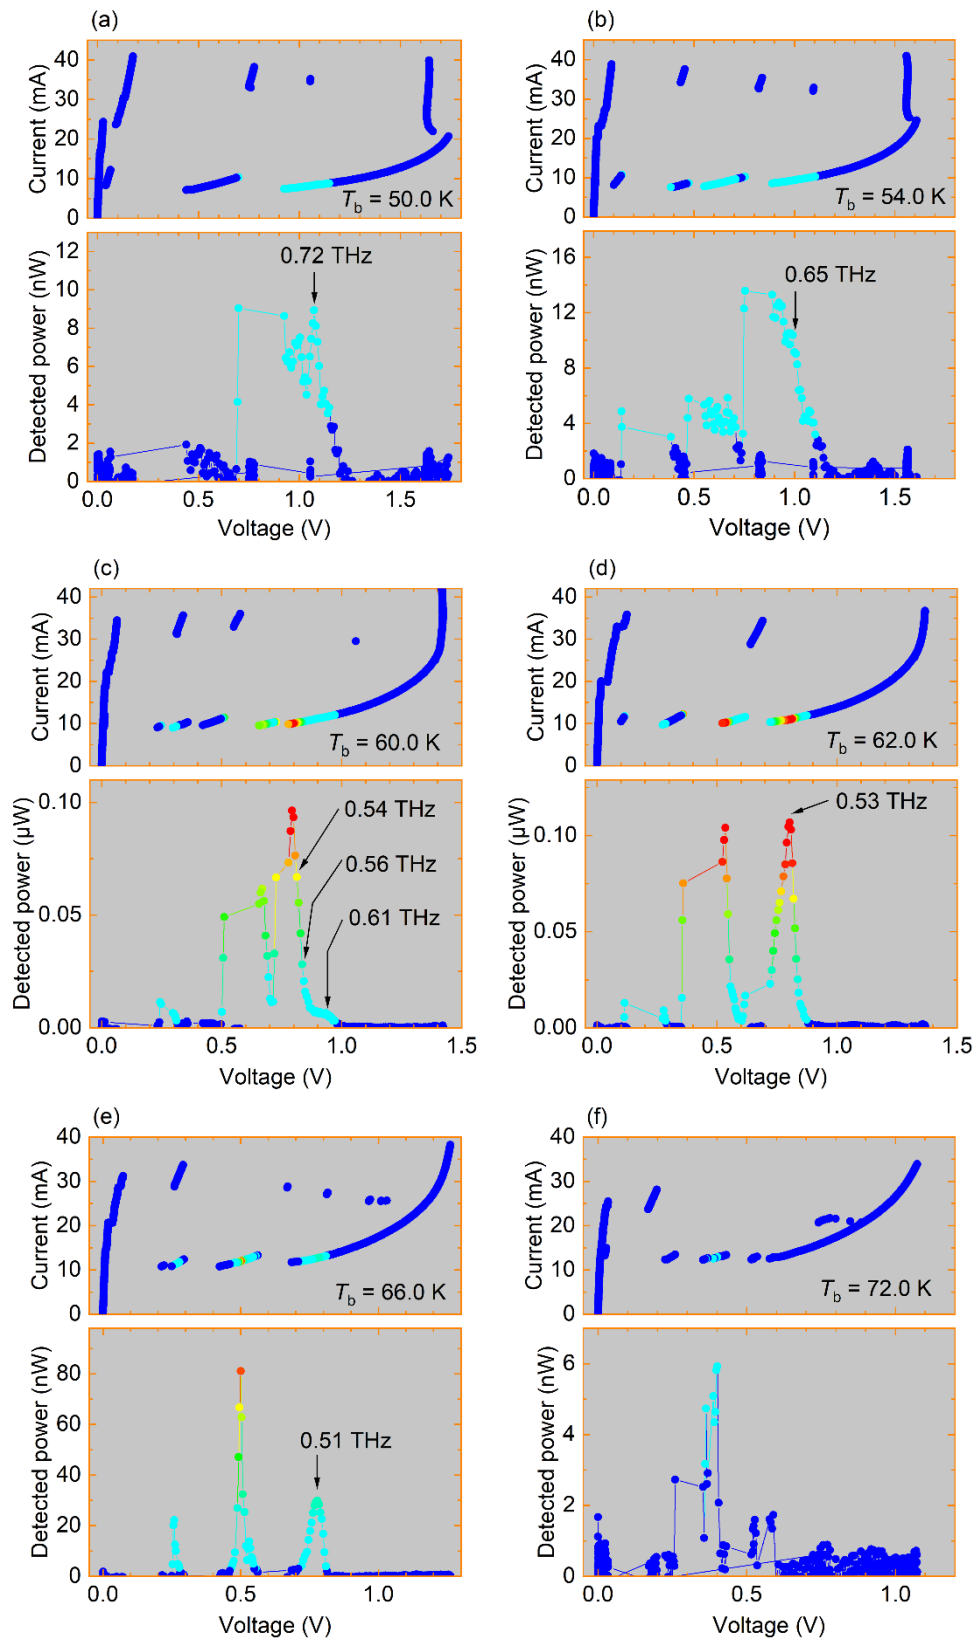 (a)
Current (mA)
40
30
20
10
0
T_b = 50.0 K
Detected power (nW)
12
10
8
6
4
2
0
0.72 THz
0.0 0.5 1.0 1.5
Voltage (V)
(b)
Current (mA)
40
30
20
10
0
T_b = 54.0 K
Detected power (nW)
16
12
8
4
0
0.65 THz
0.0 0.5 1.0 1.5
Voltage (V)
(c)
Current (mA)
40
30
20
10
0
T_b = 60.0 K
Detected power (µW)
0.10
0.05
0.00
0.54 THz
0.56 THz
0.61 THz
0.0 0.5 1.0 1.5
Voltage (V)
(d)
Current (mA)
40
30
20
10
0
T_b = 62.0 K
Detected power (µW)
0.10
0.05
0.00
0.53 THz
0.0 0.5 1.0 1.5
Voltage (V)
(e)
Current (mA)
40
30
20
10
0
T_b = 66.0 K
Detected power (nW)
80
60
40
20
0
0.51 THz
0.0 0.5 1.0
Voltage (V)
(f)
Current (mA)
40
30
20
10
0
T_b = 72.0 K
Detected power (nW)
6
4
2
0
0.0 0.5 1.0
Voltage (V)